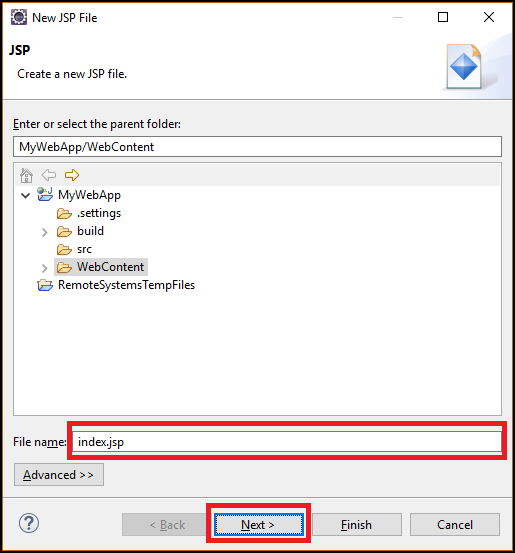 New JSP File
JSP
Create a new JSP file.
Enter or select the parent folder:
MyWebApp/WebContent
MyWebApp
.settings
build
src
WebContent
RemoteSystemsTempFiles
File name: index.jsp
Advanced >>
? < Back Next > Finish Cancel